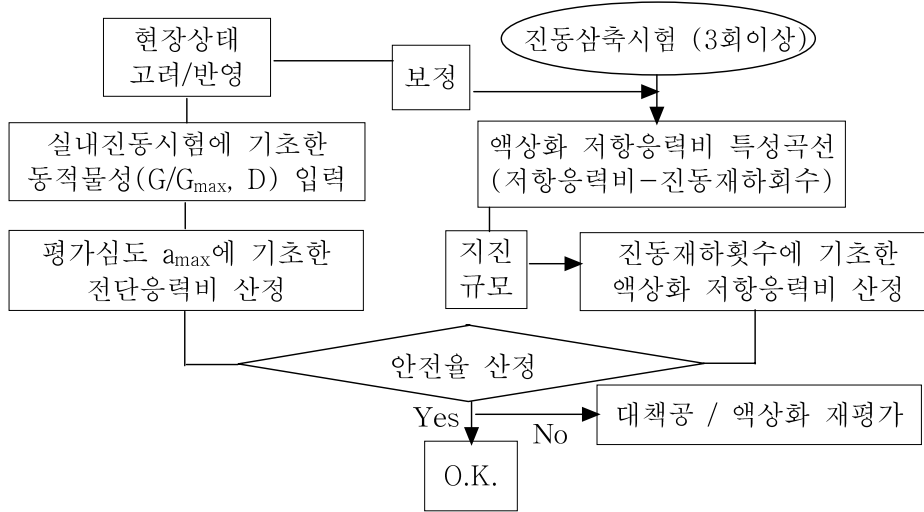 현장상태
고려/반영
보정
진동삼축시험 (3회이상)
실내진동시험에 기초한
동적물성(G/Gmax, D) 입력
액상화 저항응력비 특성곡선
(저항응력비-진동재하회수)
평가심도 amax에 기초한
전단응력비 산정
지진
규모
진동재하횟수에 기초한
액상화 저항응력비 산정
안전율 산정
Yes
No
대책공 / 액상화 재평가
O.K.